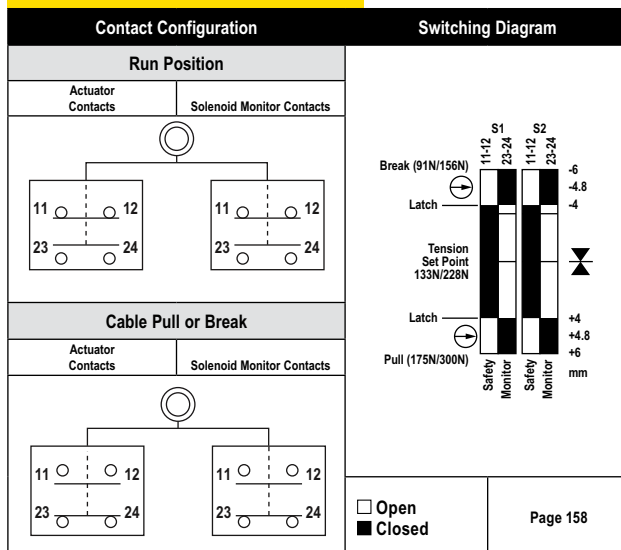 Contact Configuration
Switching Diagram
Run Position
Actuator
Contacts
Solenoid Monitor Contacts
11 12
23 24
11 12
23 24
Cable Pull or Break
Actuator
Contacts
Solenoid Monitor Contacts
11 12
23 24
11 12
23 24
S1 S2
11-12 23-24 11-12 23-24
Break (91N/156N)
-6
-4.8
Latch
-4
Tension
Set Point
133N/228N
Latch
+4
+4.8
Pull (175N/300N)
+6
Safety Monitor Safety Monitor
mm
Open
Closed
Page 158